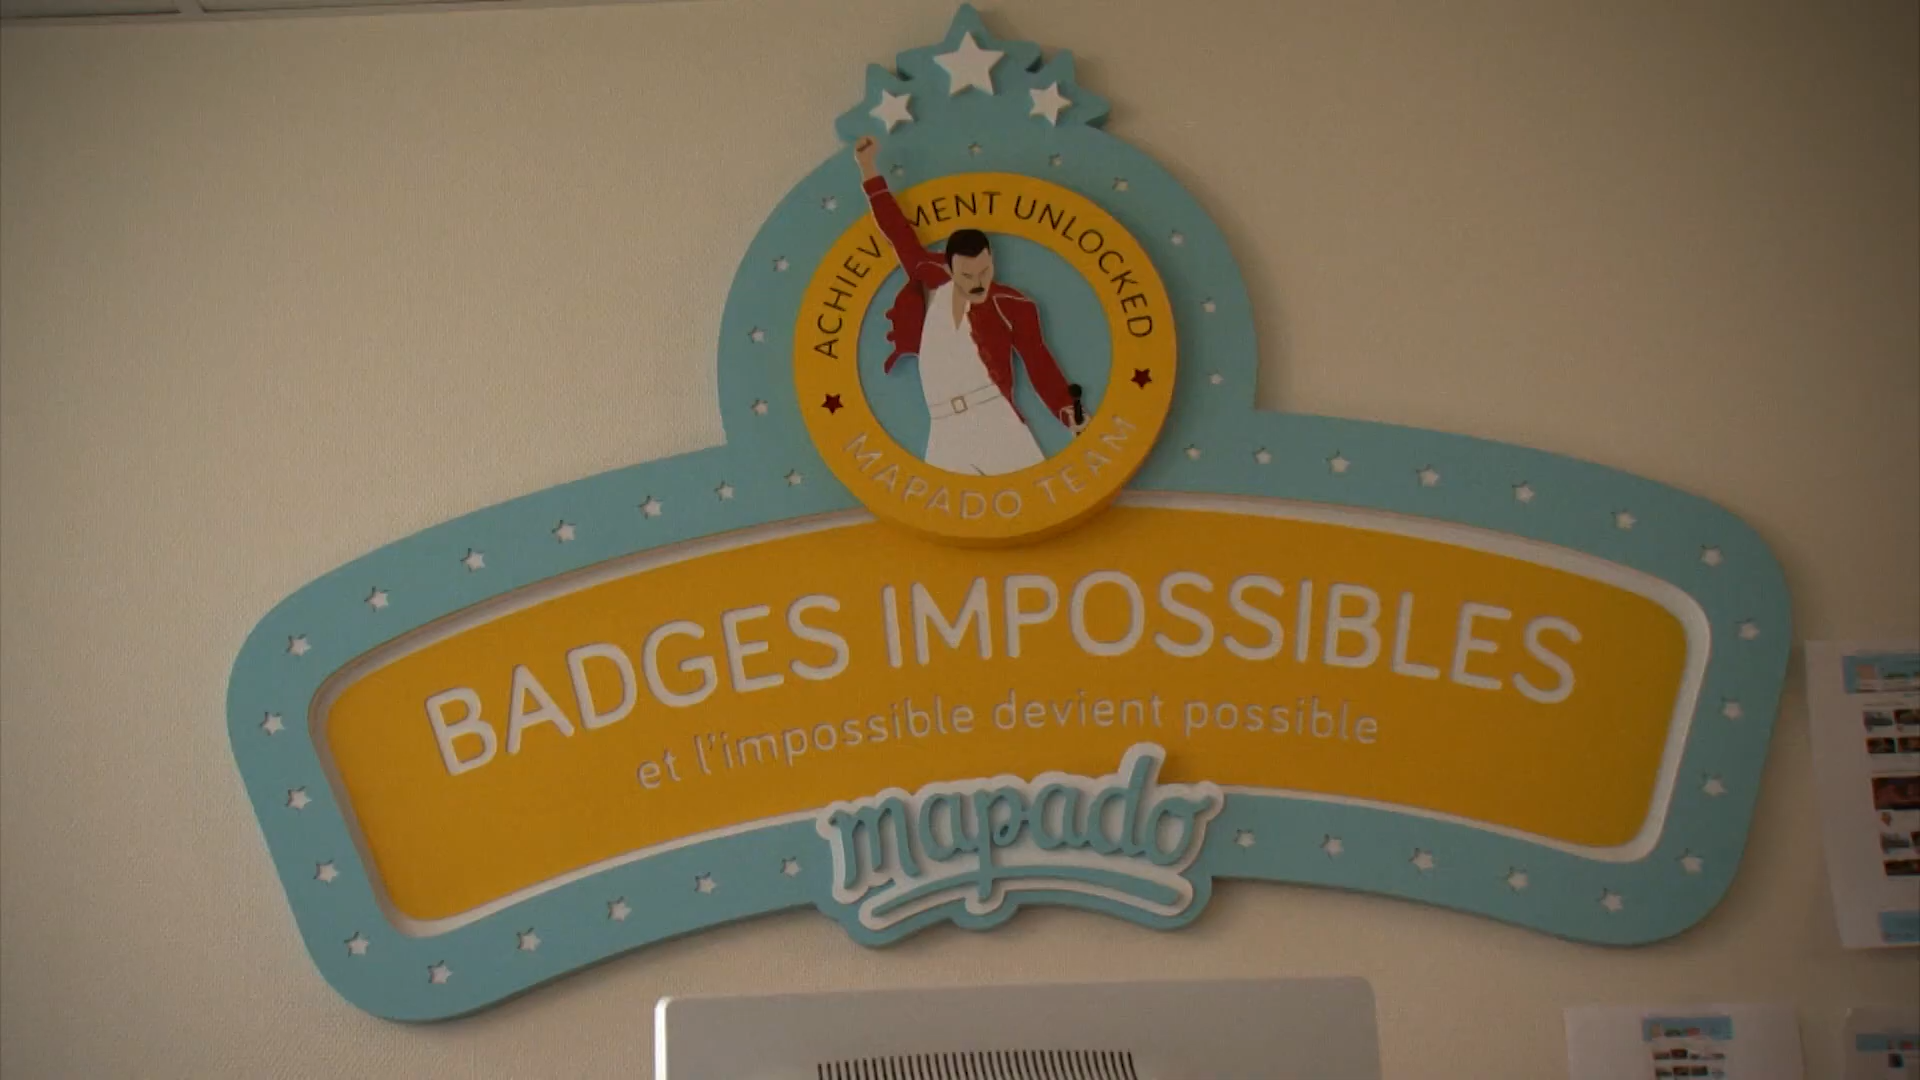 ACHIEVEMENT UNLOCKED
MAPADO TEAM
BADGES IMPOSSIBLES
et l'impossible devient possible
mapado